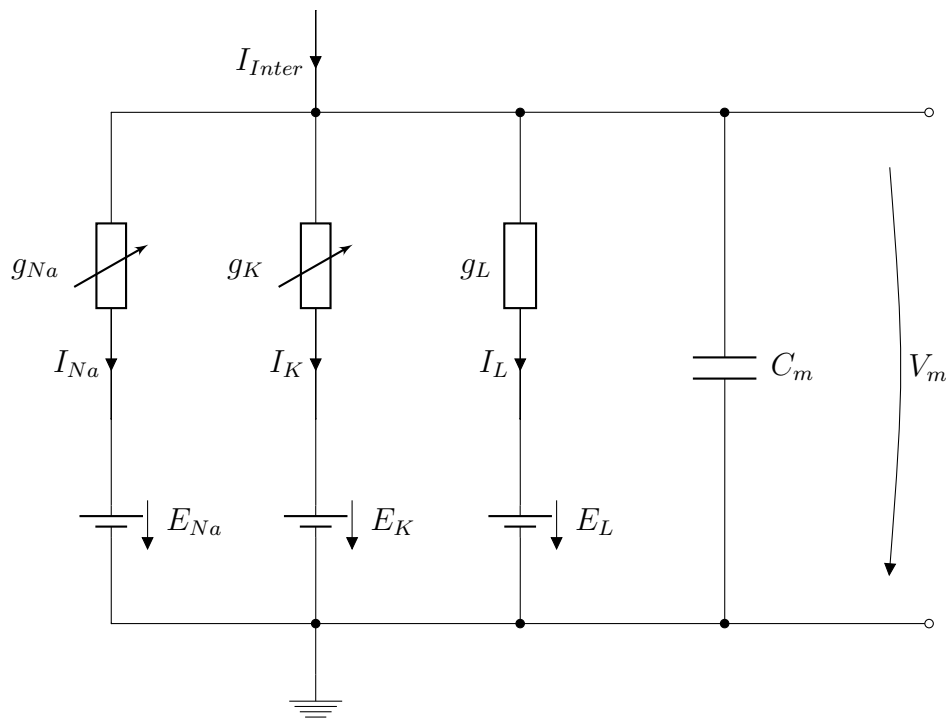 I_{Inter}
g_{Na}
g_K
g_L
I_{Na}
I_K
I_L
C_m
V_m
E_{Na}
E_K
E_L